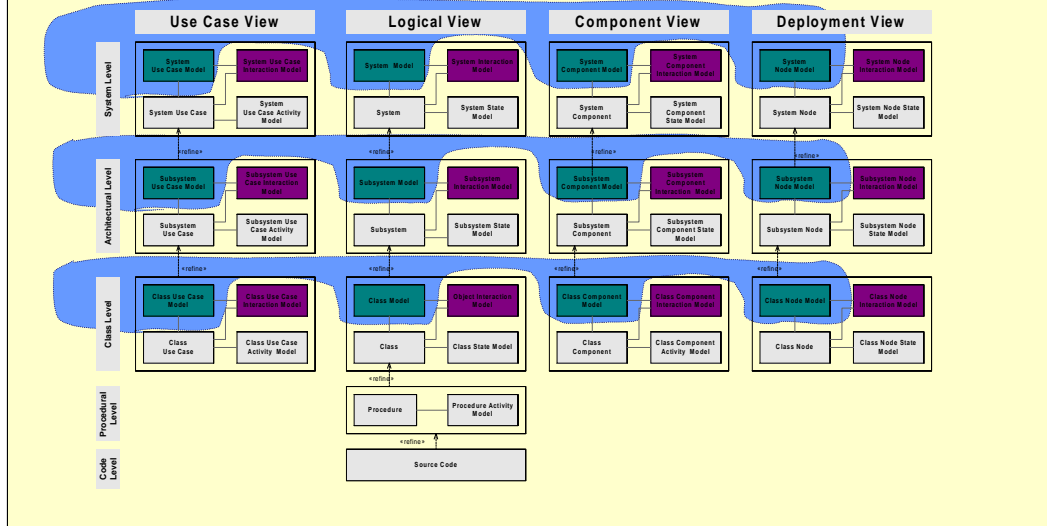 Use Case View
Logical View
Component View
Deployment View
System Level
System
Use Case Model
System Use Case
Interaction Model
System Use Case
System
Use Case Activity
Model
System Model
System Interaction
Model
System
System State
Model
System
Component Model
System
Component
Interaction Model
System
Component
System
Component
State Model
System
Node Model
System Node
Interaction Model
System Node
System Node State
Model
«refine»
«refine»
«refine»
«refine»
Architectural Level
Subsystem
Use Case Model
Subsystem Use
Case Interaction
Model
Subsystem
Use Case
Subsystem Use
Case Activity
Model
Subsystem Model
Subsystem
Interaction Model
Subsystem
Subsystem State
Model
Subsystem
Component Model
Subsystem
Component
Interaction Model
Subsystem
Component
Subsystem
Component State
Model
Subsystem
Node Model
Subsystem Node
Interaction Model
Subsystem Node
Subsystem Node
State Model
«refine»
«refine»
«refine»
«refine»
Class Level
Class Use Case
Model
Class Use Case
Interaction Model
Class
Use Case
Class Use Case
Activity Model
Class Model
Object Interaction
Model
Class
Class State Model
Class Component
Model
Class Component
Interaction Model
Class
Component
Class Component
Activity Model
Class Node Model
Class Node
Interaction Model
Class Node
Class Node State
Model
«refine»
Procedural
Level
Procedure
Procedure Activity
Model
«refine»
Code
Level
Source Code